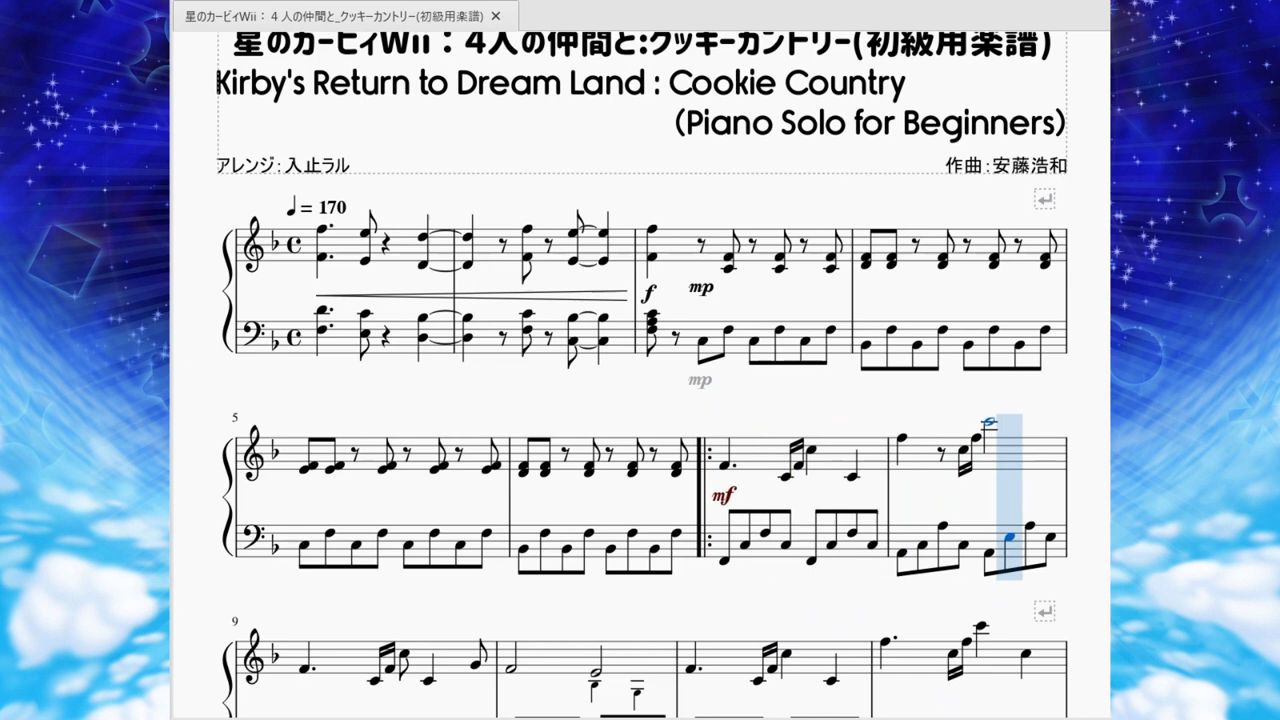 星のカービィWii：４人の仲間と_クッキーカントリー(初級用楽譜) ✕
星のカービィWii：4人の仲間と:クッキーカントリー(初級用楽譜)
Kirby's Return to Dream Land : Cookie Country
(Piano Solo for Beginners)
アレンジ：入止ラル
作曲：安藤浩和
♩ = 170
f
mp
mp
5
mf
9